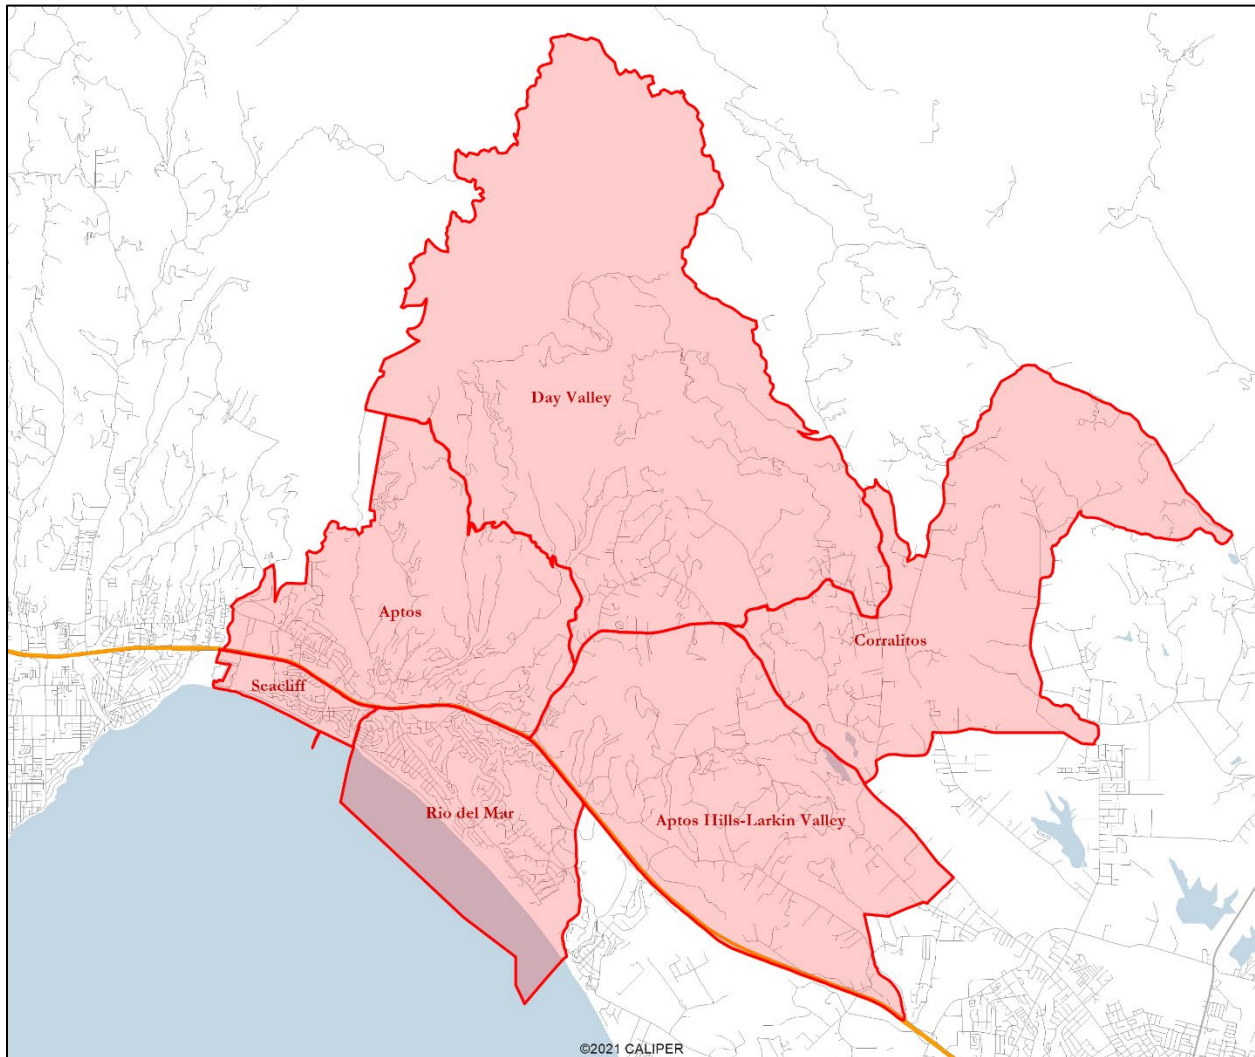 Day Valley
Aptos
Corralitos
Seacliff
Rio del Mar
Aptos Hills-Larkin Valley
©2021 CALIPER